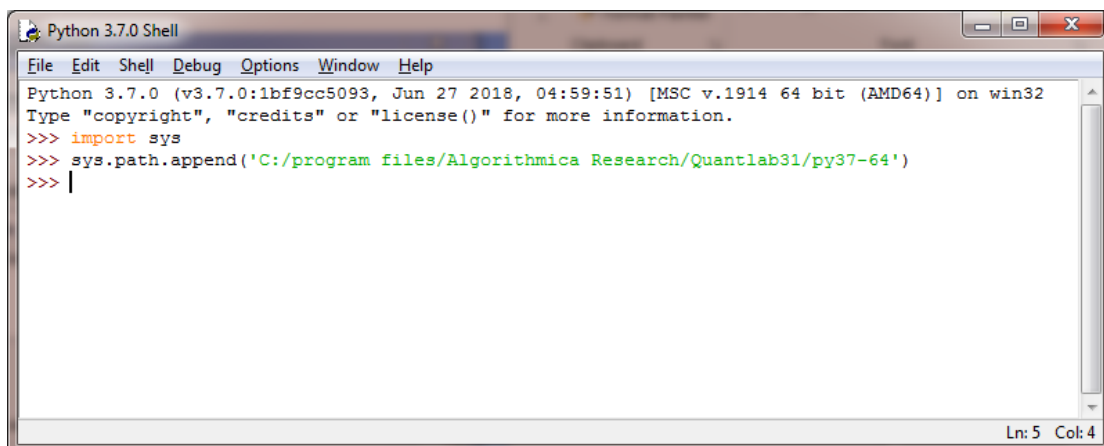 Python 3.7.0 Shell
File Edit Shell Debug Options Window Help
Python 3.7.0 (v3.7.0:1bf9cc5093, Jun 27 2018, 04:59:51) [MSC v.1914 64 bit (AMD64)] on win32
Type "copyright", "credits" or "license()" for more information.
>>> import sys
>>> sys.path.append('C:/program files/Algorithmica Research/Quantlab31/py37-64')
>>>
Ln: 5 Col: 4